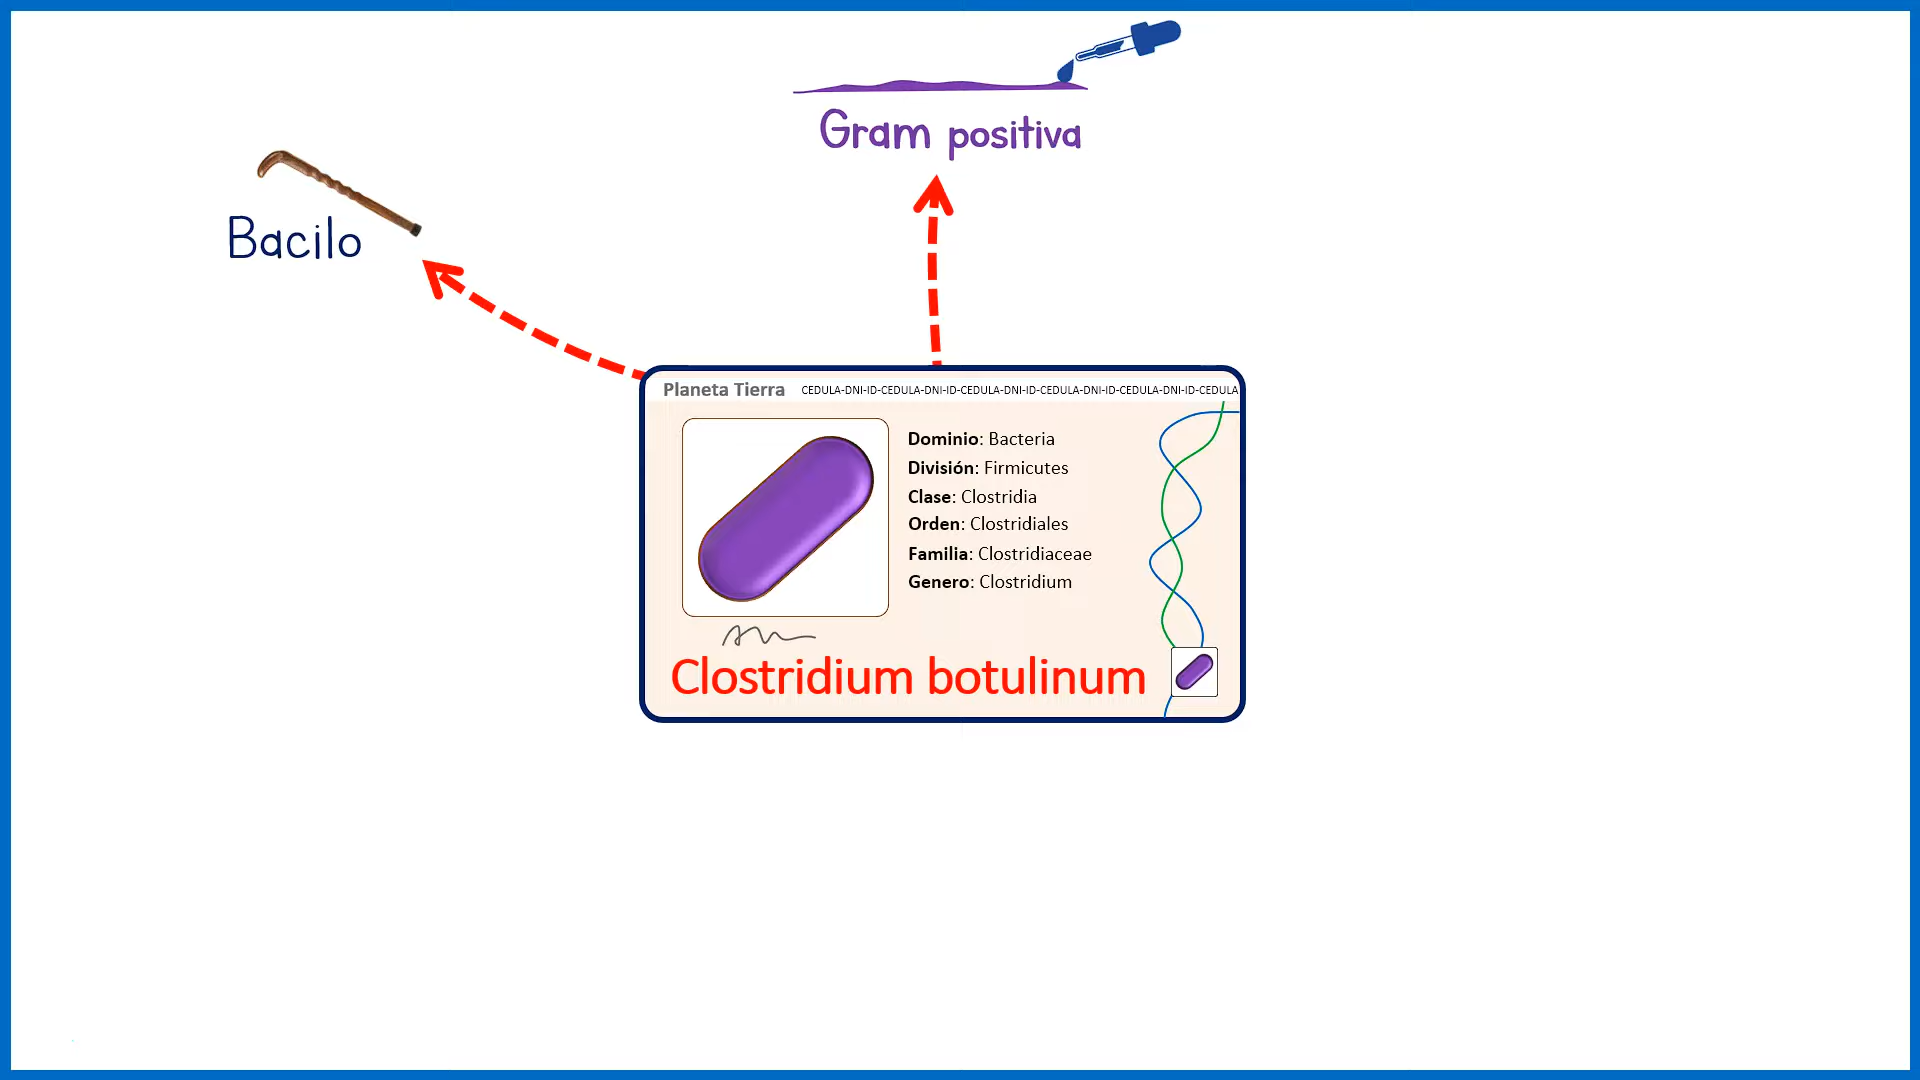 Gram positiva
Bacilo
Planeta Tierra CEDULA-DNI-ID-CEDULA-DNI-ID-CEDULA-DNI-ID-CEDULA-DNI-ID-CEDULA-DNI-ID-CEDULA
Dominio: Bacteria
División: Firmicutes
Clase: Clostridia
Orden: Clostridiales
Familia: Clostridiaceae
Genero: Clostridium
Clostridium botulinum